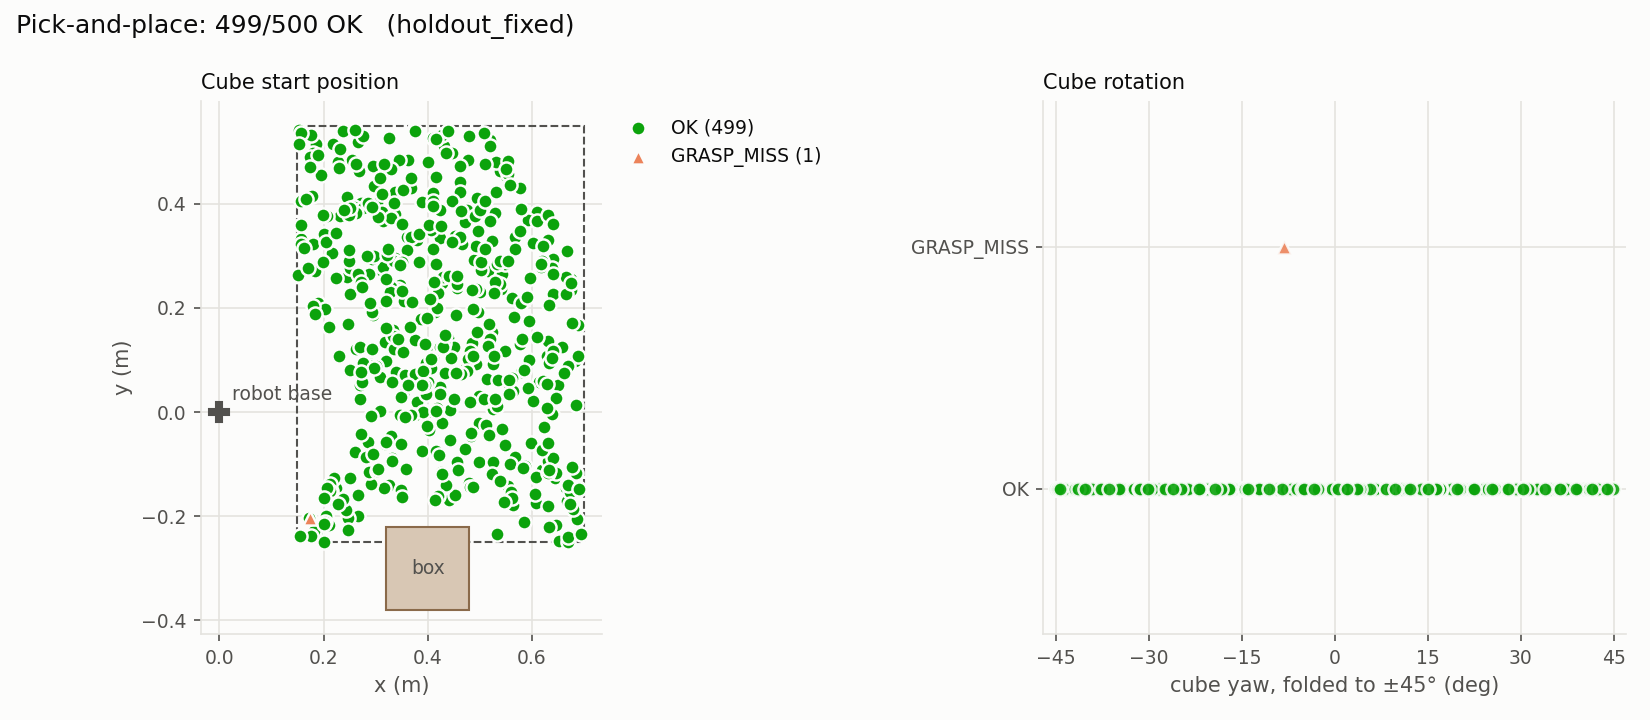 Pick-and-place: 499/500 OK   (holdout_fixed)
Cube start position
OK (499)
GRASP_MISS (1)
robot base
box
y (m)
0.4
0.2
0.0
−0.2
−0.4
0.0 0.2 0.4 0.6
x (m)
Cube rotation
GRASP_MISS
OK
−45 −30 −15 0 15 30 45
cube yaw, folded to ±45° (deg)